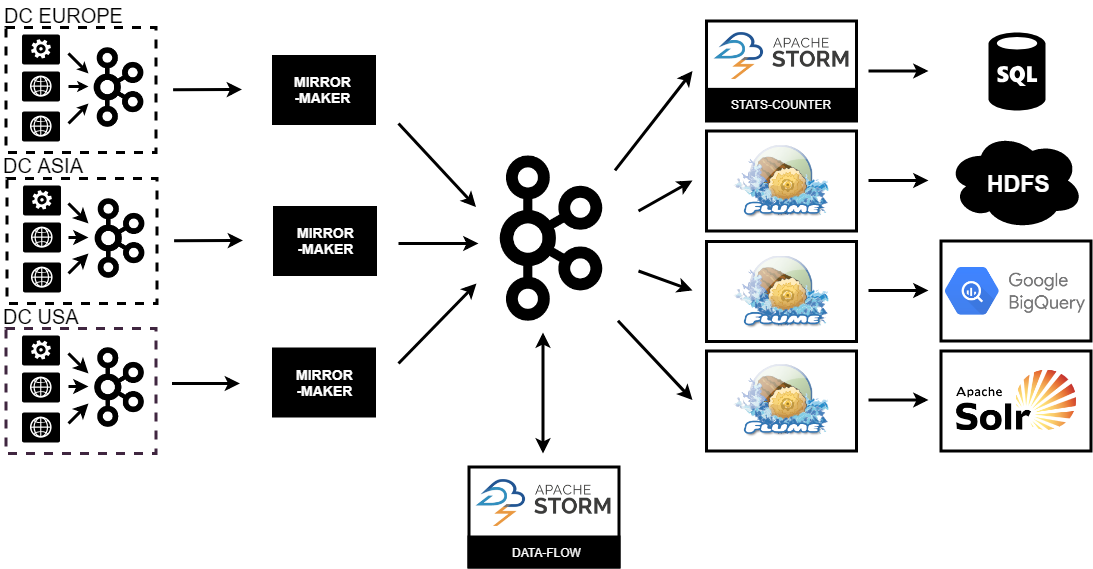 DC EUROPE
MIRROR
-MAKER
APACHE
STORM
STATS-COUNTER
SQL
DC ASIA
MIRROR
-MAKER
FLUME
HDFS
FLUME
Google
BigQuery
DC USA
MIRROR
-MAKER
FLUME
Apache
Solr
APACHE
STORM
DATA-FLOW